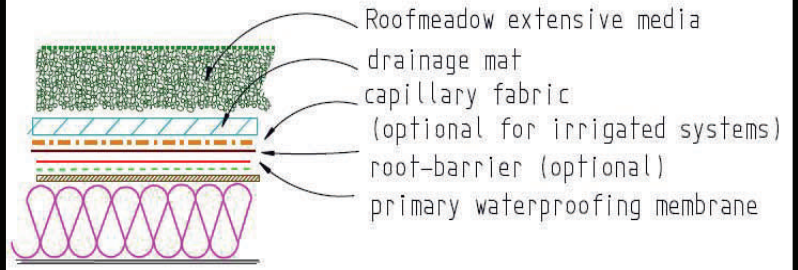 Roofmeadow extensive media
drainage mat
capillary fabric
(optional for irrigated systems)
root-barrier (optional)
primary waterproofing membrane